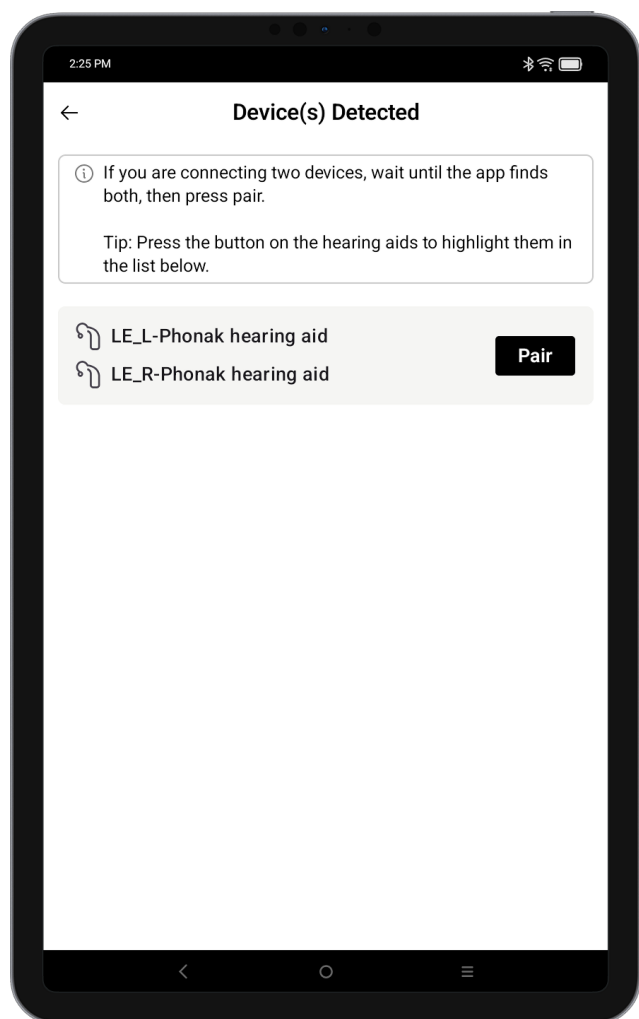 2:25 PM
Device(s) Detected
If you are connecting two devices, wait until the app finds
both, then press pair.
Tip: Press the button on the hearing aids to highlight them in
the list below.
LE_L-Phonak hearing aid
Pair
LE_R-Phonak hearing aid